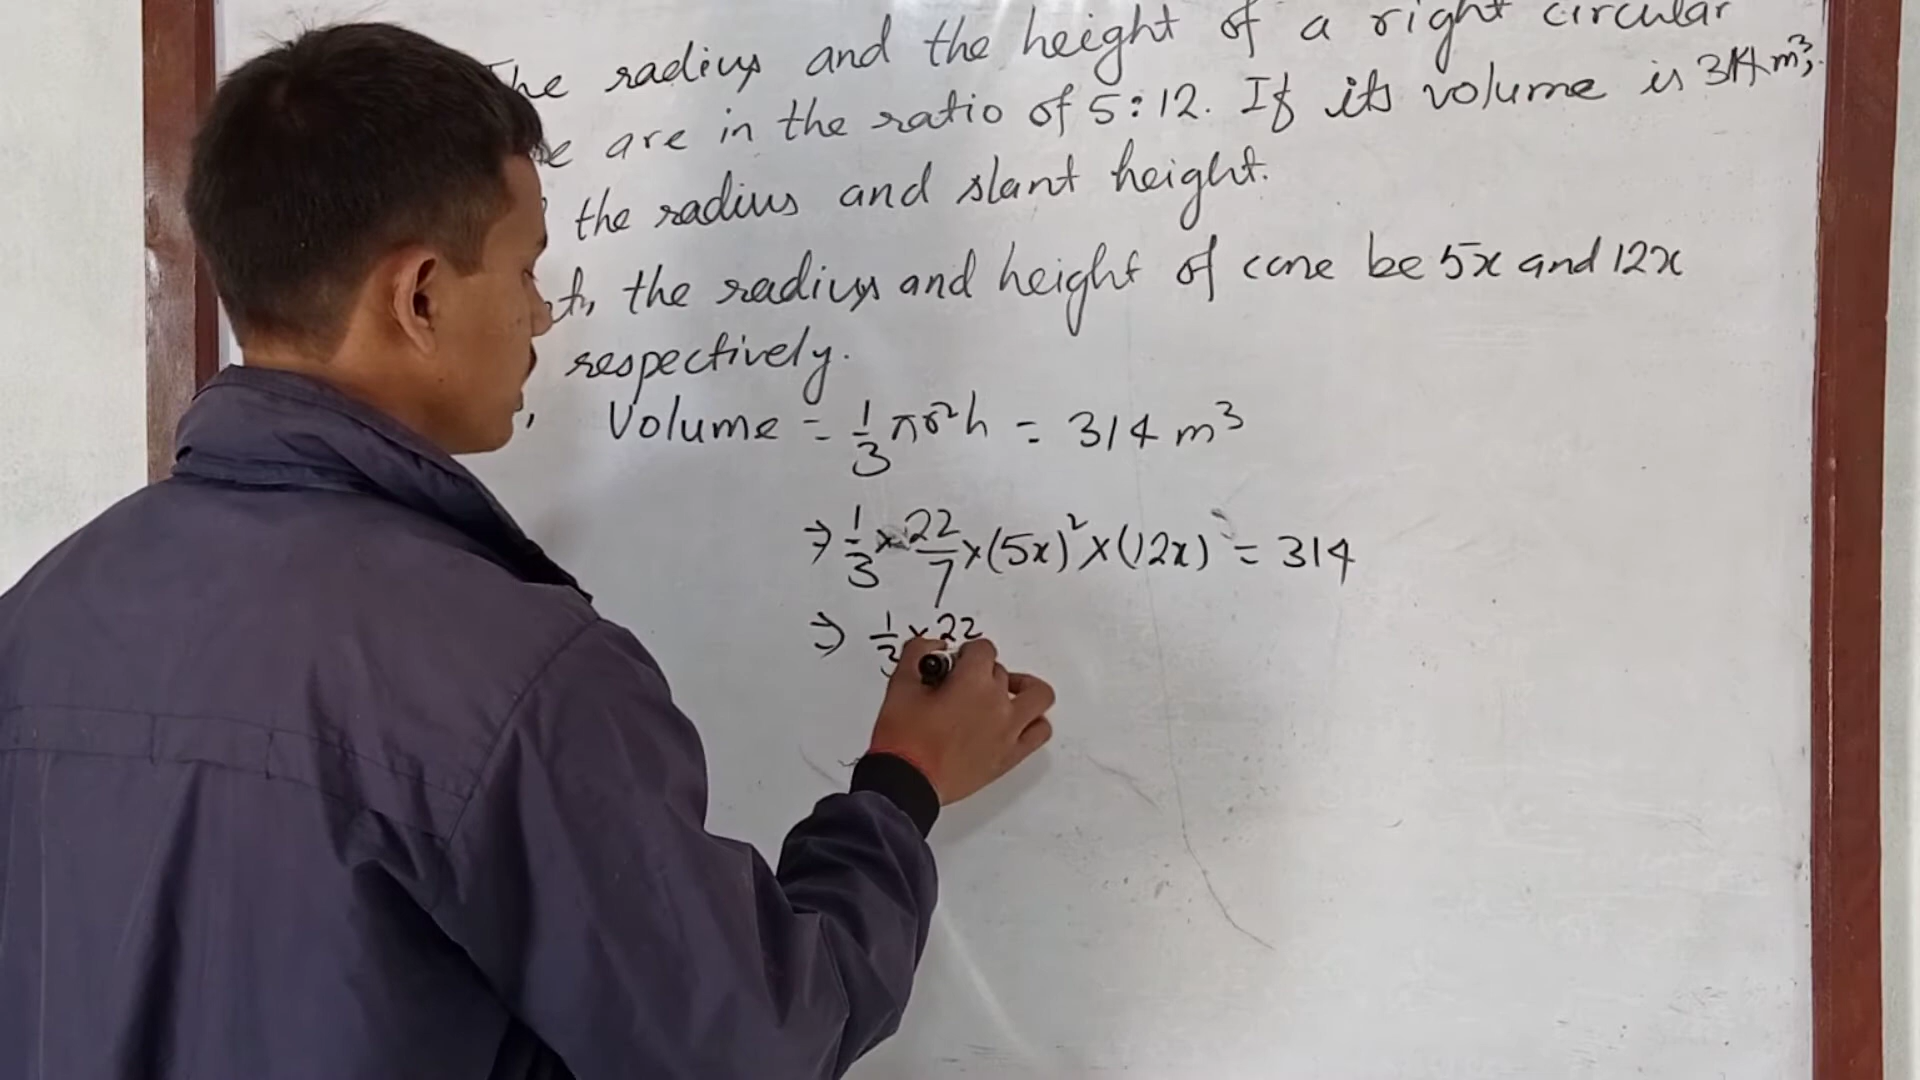 The radius and the height of a right circular
are in the ratio of 5:12. If its volume is 314 m³,
the radius and slant height.
the radius and height of cone be 5x and 12x
respectively.
Volume = 1/3 πr²h = 314 m³
⇒ 1/3 × 22/7 × (5x)² × (12x) = 314
⇒ 1/3 × 22